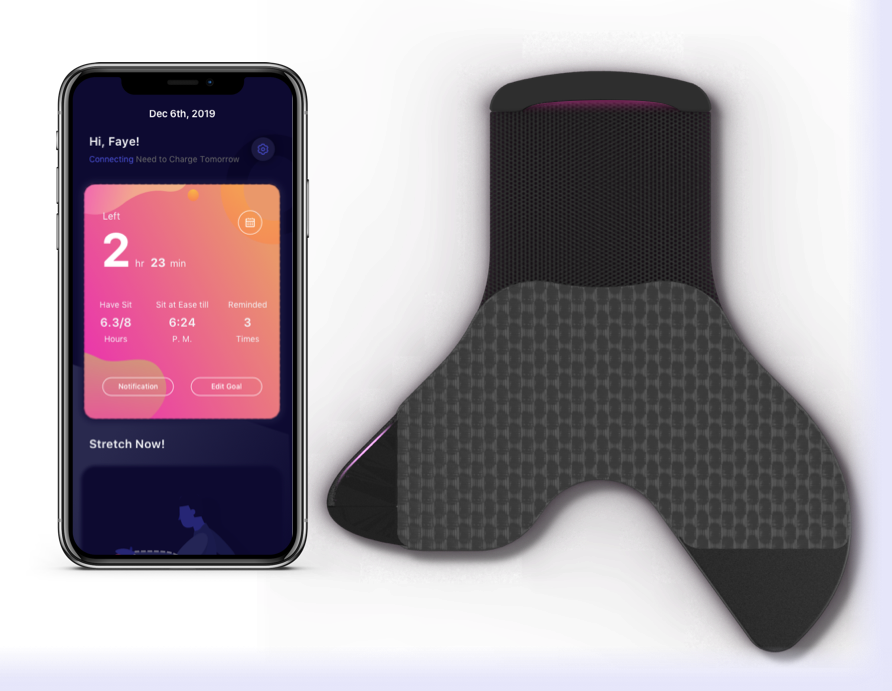 Dec 6th, 2019
Hi, Faye!
Connecting Need to Charge Tomorrow
Left
2 hr 23 min
Have Sit Sit at Ease till Reminded
6.3/8 6:24 3
Hours P. M. Times
Notification Edit Goal
Stretch Now!